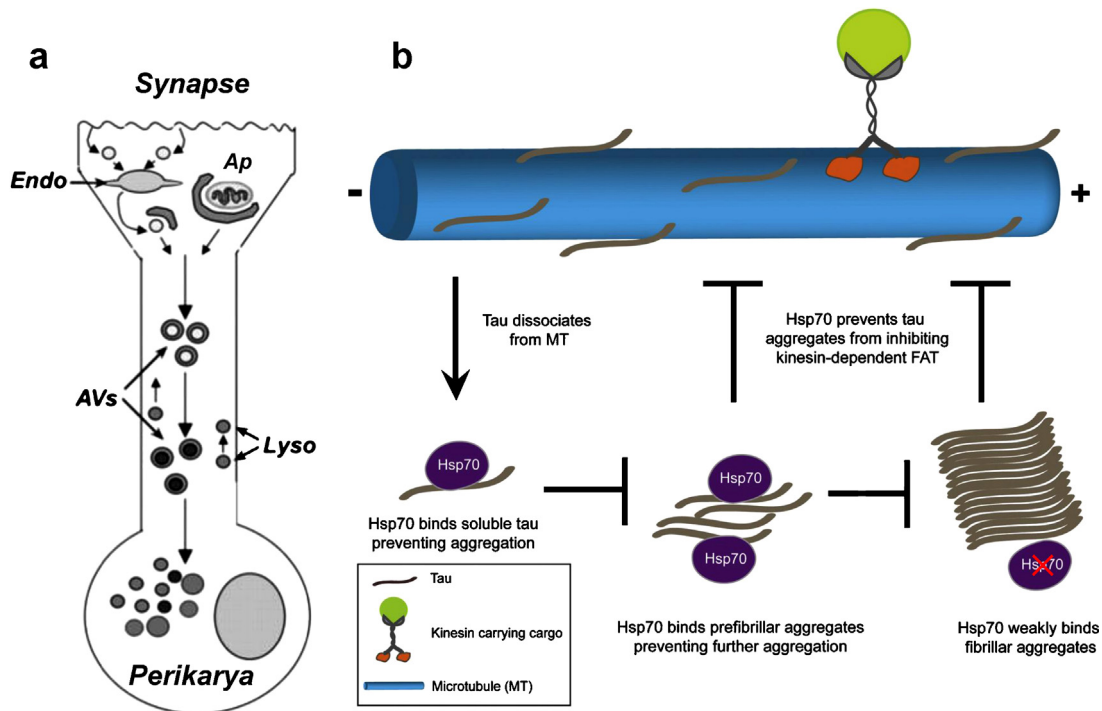 a
Synapse
Ap
Endo
AVs
Lyso
Perikarya
b
-
+
Tau dissociates
from MT
Hsp70 prevents tau
aggregates from inhibiting
kinesin-dependent FAT
Hsp70
Hsp70 binds soluble tau
preventing aggregation
Hsp70
Hsp70
Hsp70 binds prefibrillar aggregates
preventing further aggregation
Hsp70
Hsp70 weakly binds
fibrillar aggregates
Tau
Kinesin carrying cargo
Microtubule (MT)